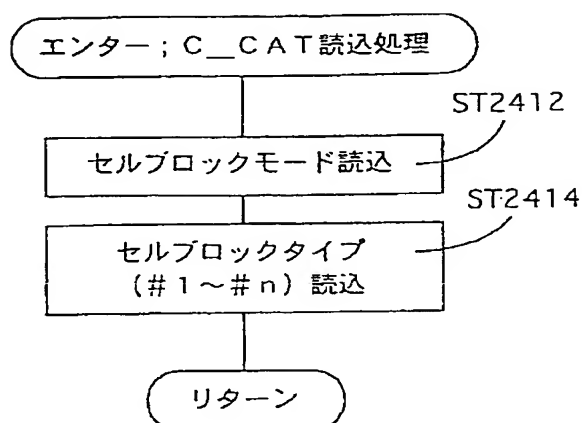 エンター；C__CAT読込処理
ST2412
セルブロックモード読込
ST2414
セルブロックタイプ
(#1～#n) 読込
リターン